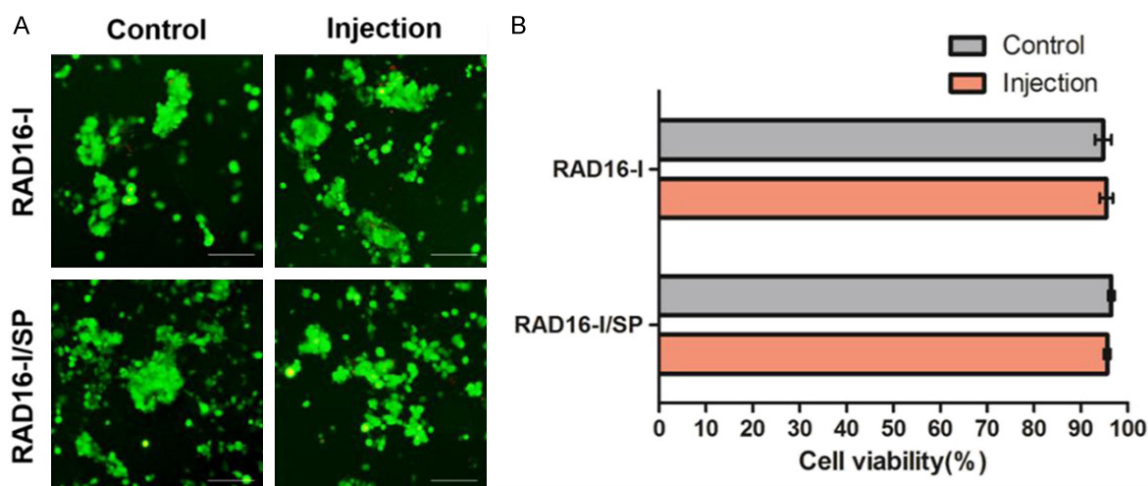 A
Control
Injection
RAD16-I
RAD16-I/SP
B
Control
Injection
RAD16-I
RAD16-I/SP
0 10 20 30 40 50 60 70 80 90 100
Cell viability(%)